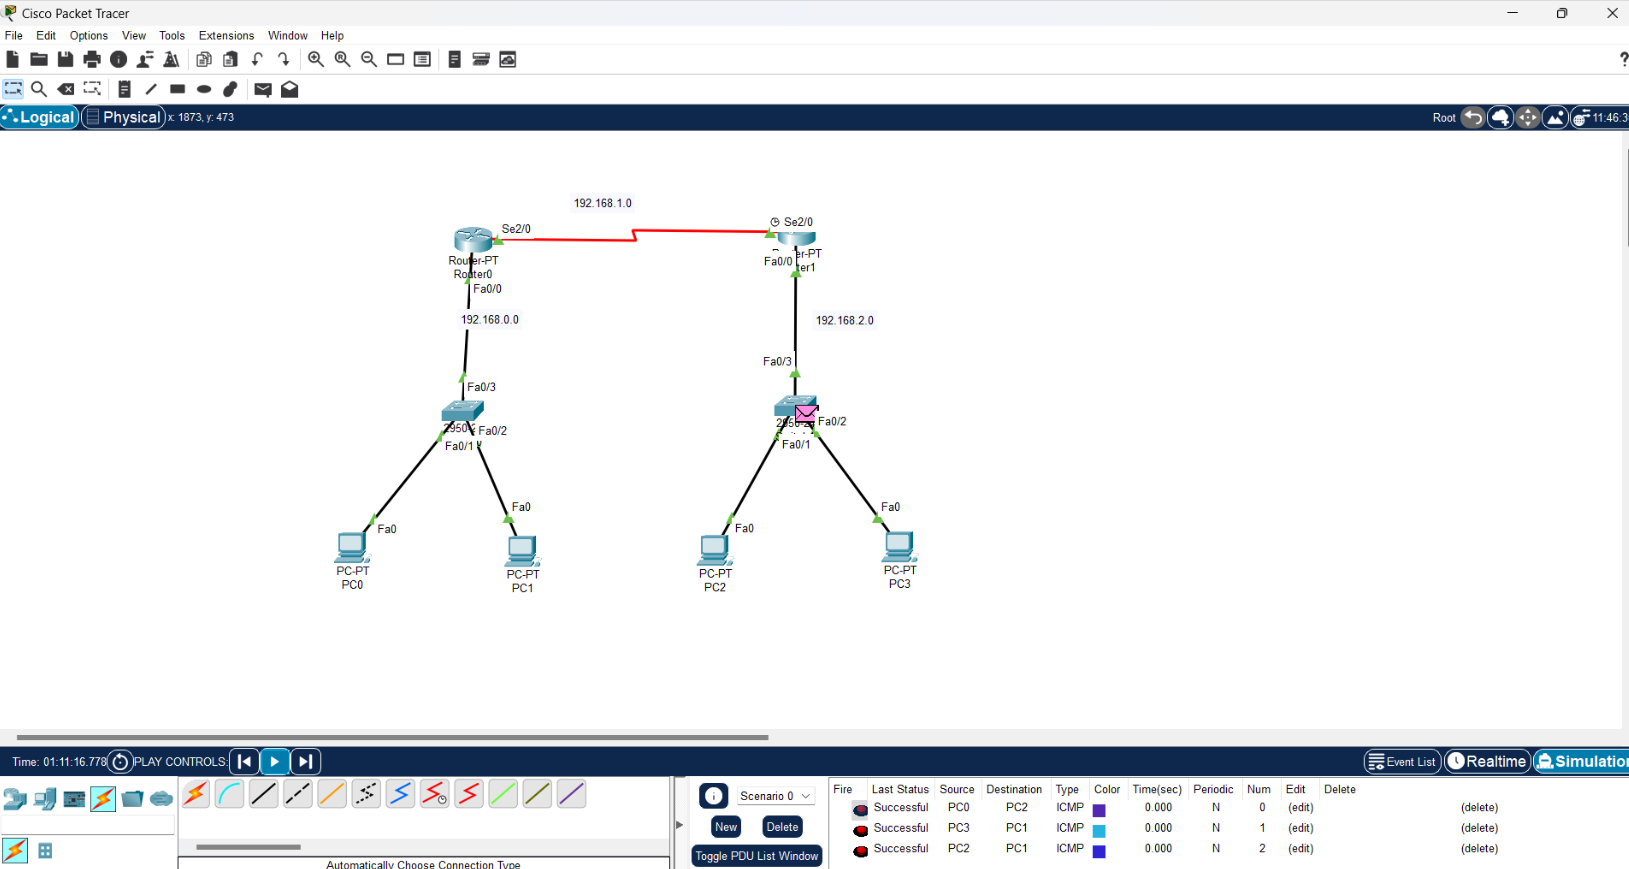 Cisco Packet Tracer
File Edit Options View Tools Extensions Window Help
?
Logical Physical x: 1873, y: 473 Root 11:46:3
192.168.1.0
Se2/0 Se2/0
Router-PT
Router0
Fa0/0
er-PT
ter1
Fa0/0
192.168.0.0
192.168.2.0
Fa0/3
Fa0/3
2950-2
Fa0/2
Fa0/1
Fa0/2
Fa0/1
Fa0
Fa0
Fa0
Fa0
PC-PT
PC0
PC-PT
PC1
PC-PT
PC2
PC-PT
PC3
Time: 01:11:16.778 PLAY CONTROLS: Event List Realtime Simulation
Scenario 0
New Delete
Toggle PDU List Window
Automatically Choose Connection Type
Fire Last Status Source Destination Type Color Time(sec) Periodic Num Edit Delete
Successful PC0 PC2 ICMP 0.000 N 0 (edit) (delete)
Successful PC3 PC1 ICMP 0.000 N 1 (edit) (delete)
Successful PC2 PC1 ICMP 0.000 N 2 (edit) (delete)